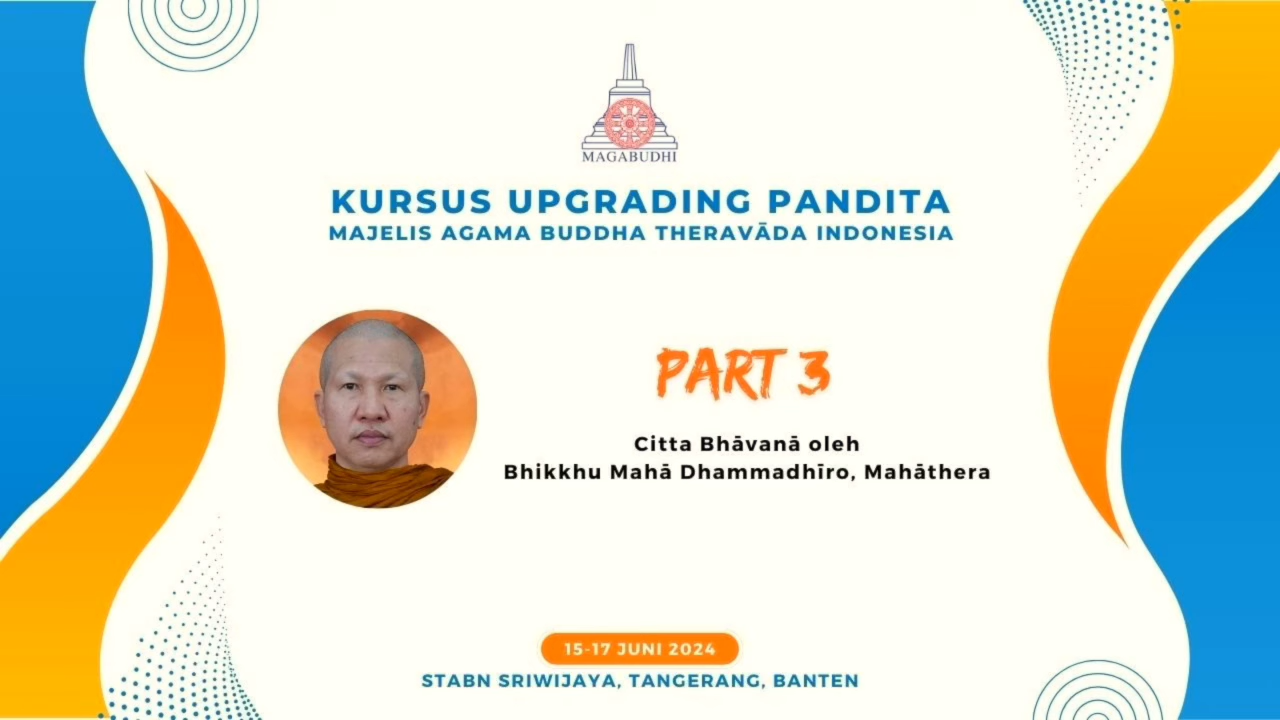 MAGABUDHI
KURSUS UPGRADING PANDITA
MAJELIS AGAMA BUDDHA THERAVĀDA INDONESIA
PART 3
Citta Bhāvanā oleh
Bhikkhu Mahā Dhammadhīro, Mahāthera
15-17 JUNI 2024
STABN SRIWIJAYA, TANGERANG, BANTEN